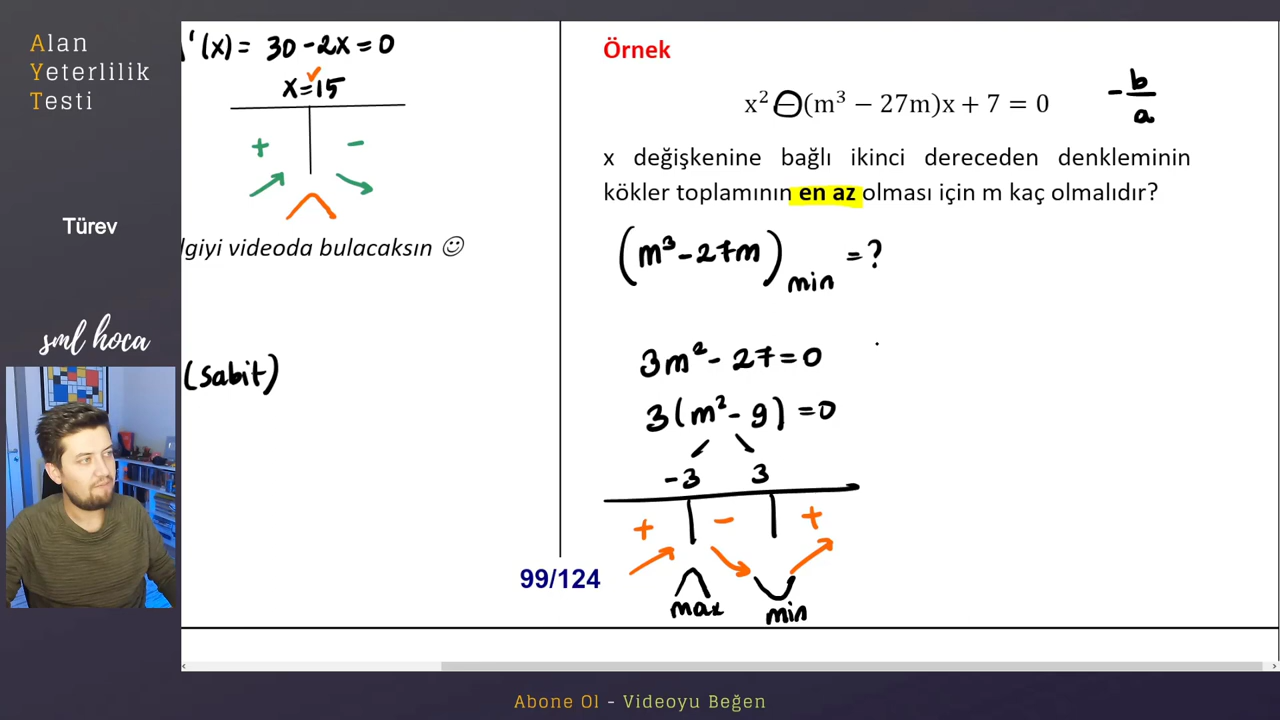 Alan
Yeterlilik
Testi
Türev
sml hoca
'(x) = 30 - 2x = 0
x = 15
+ -
lgiyi videoda bulacaksın ☺
(sabit)
99/124
Örnek
x² - (m³ − 27m)x + 7 = 0
- b/a
x değişkenine bağlı ikinci dereceden denkleminin
kökler toplamının en az olması için m kaç olmalıdır?
(m³ - 27m) min = ?
3m² - 27 = 0
3(m² - 9) = 0
-3 3
+ - +
max min
Abone Ol - Videoyu Beğen